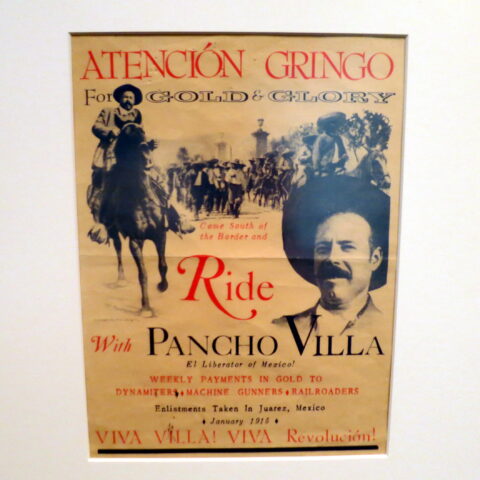 ATENCIÓN GRINGO
For GOLD & GLORY
Come South of
the Border and
Ride
With PANCHO VILLA
El Liberator of Mexico!
WEEKLY PAYMENTS IN GOLD TO
DYNAMITERS ♦ MACHINE GUNNERS ♦ RAILROADERS
Enlistments Taken In Juarez, Mexico
♦ January 1915 ♦
VIVA VILLA! VIVA Revolución!